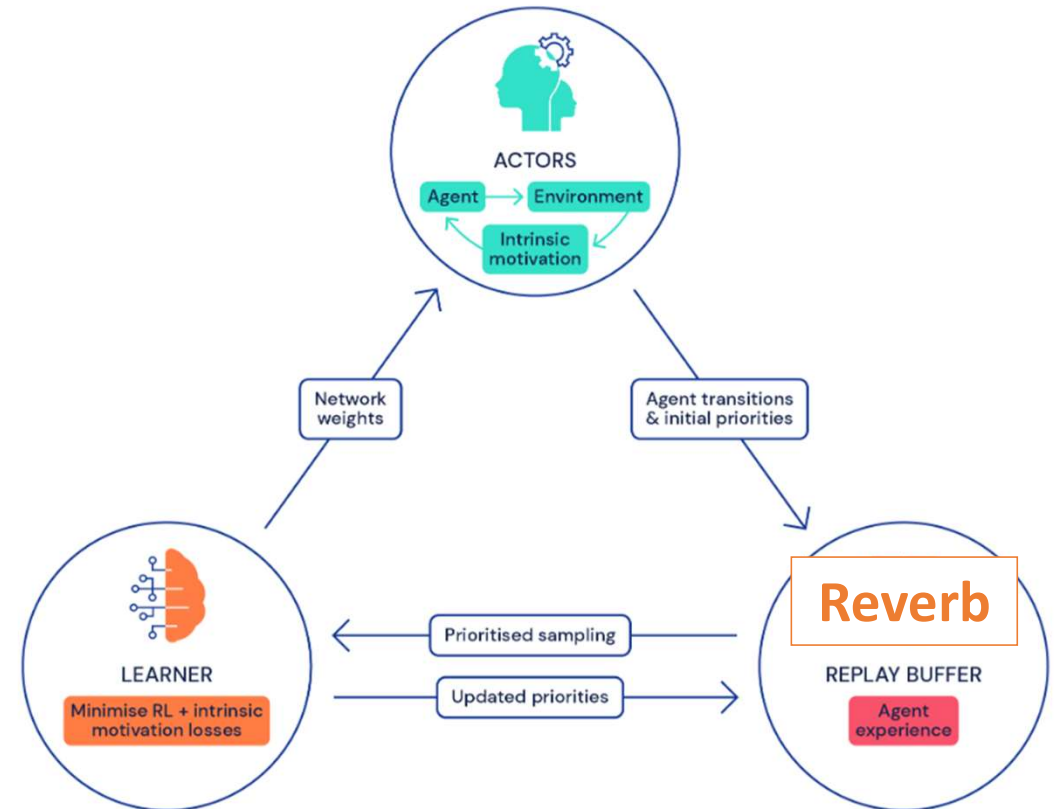 ACTORS
Agent
Environment
Intrinsic
motivation
Network
weights
Agent transitions
& initial priorities
Reverb
Prioritised sampling
LEARNER
REPLAY BUFFER
Updated priorities
Minimise RL + intrinsic
motivation losses
Agent
experience